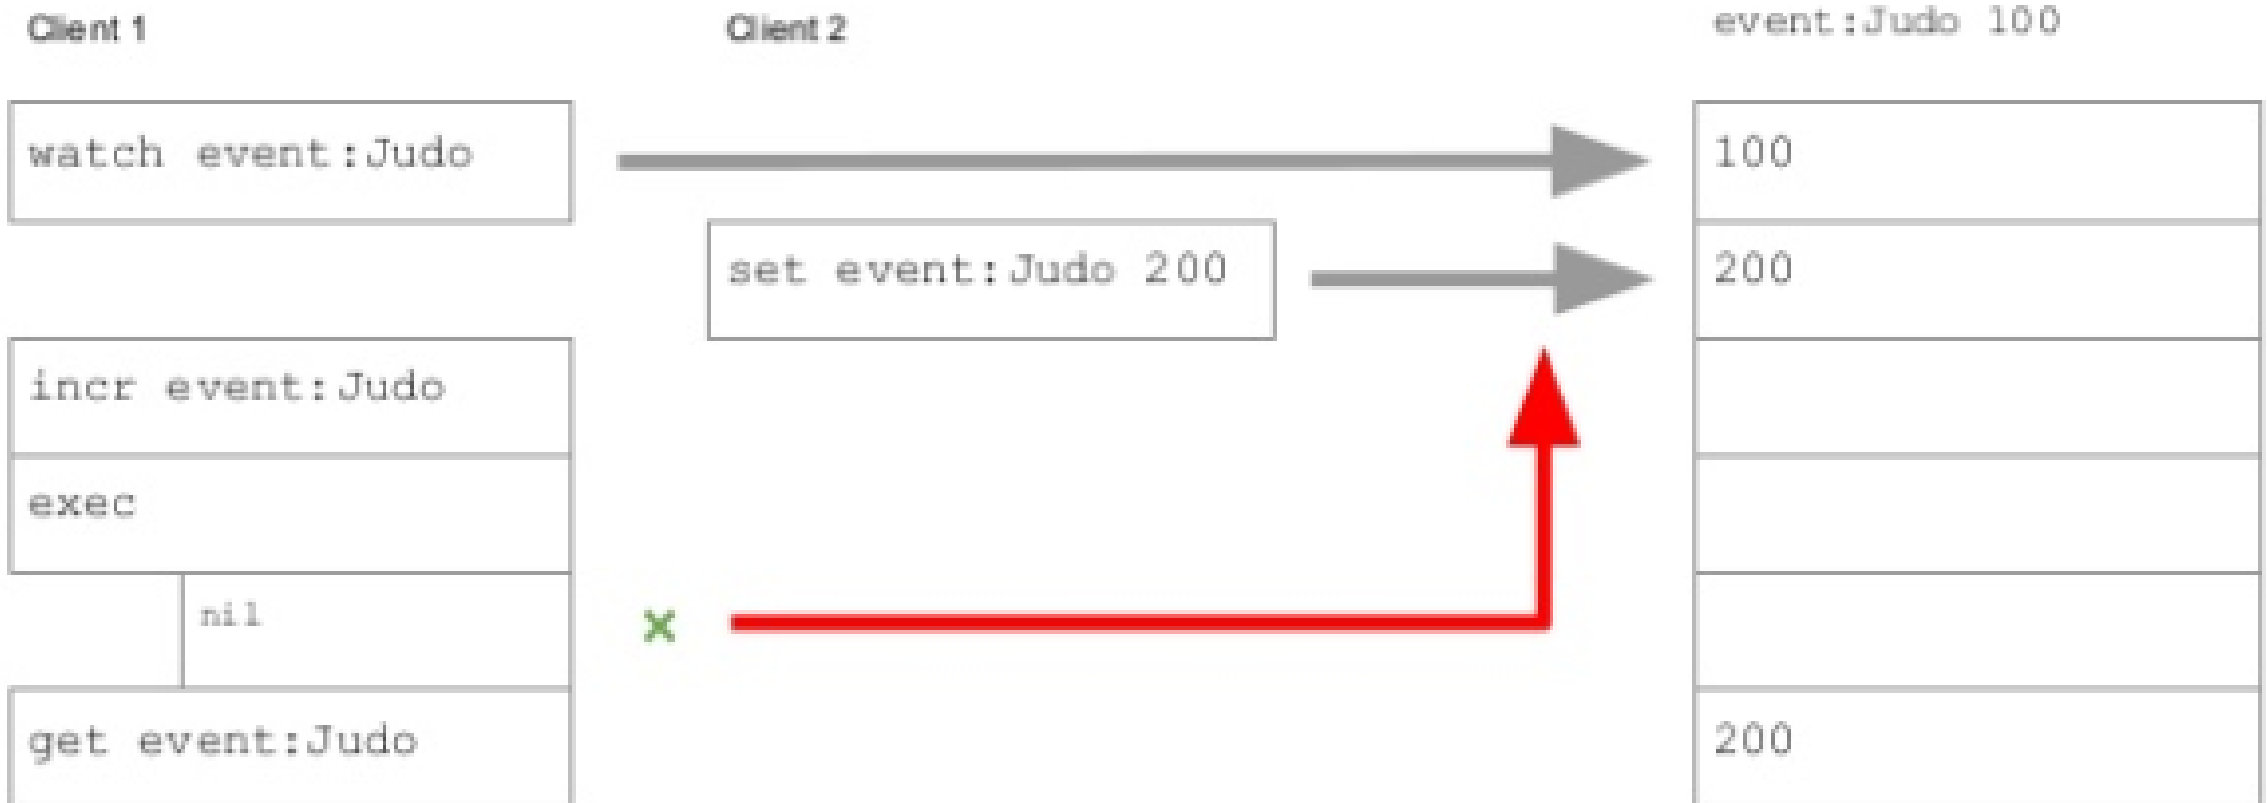 Client 1
Client 2
event:Judo 100
watch event:Judo
100
set event:Judo 200
200
incr event:Judo
exec
nil
×
get event:Judo
200